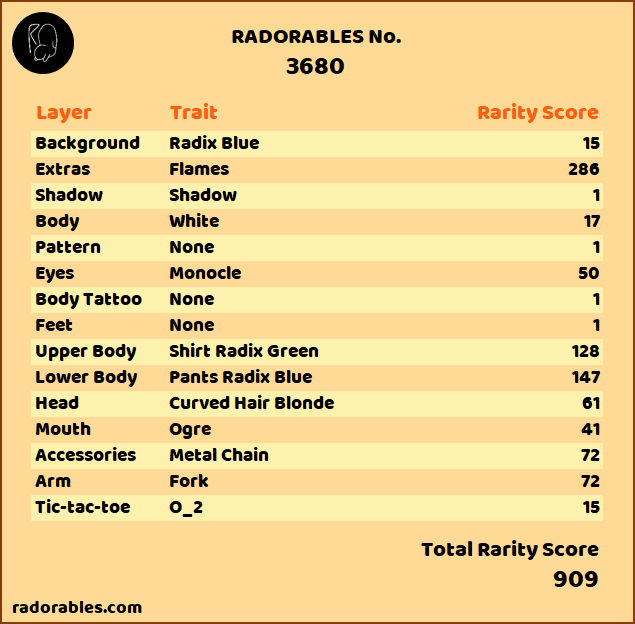 RADORABLES No.
3680
Layer Trait Rarity Score
Background Radix Blue 15
Extras Flames 286
Shadow Shadow 1
Body White 17
Pattern None 1
Eyes Monocle 50
Body Tattoo None 1
Feet None 1
Upper Body Shirt Radix Green 128
Lower Body Pants Radix Blue 147
Head Curved Hair Blonde 61
Mouth Ogre 41
Accessories Metal Chain 72
Arm Fork 72
Tic-tac-toe O_2 15
Total Rarity Score
909
radorables.com